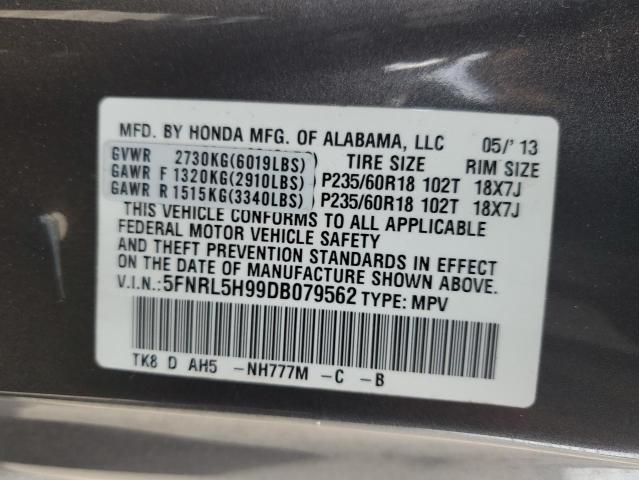 MFD. BY HONDA MFG. OF ALABAMA, LLC 05/'13
GVWR 2730KG(6019LBS) TIRE SIZE RIM SIZE
GAWR F 1320KG(2910LBS) P235/60R18 102T 18X7J
GAWR R 1515KG(3340LBS) P235/60R18 102T 18X7J
THIS VEHICLE CONFORMS TO ALL APPLICABLE
FEDERAL MOTOR VEHICLE SAFETY
AND THEFT PREVENTION STANDARDS IN EFFECT
ON THE DATE OF MANUFACTURE SHOWN ABOVE.
V.I.N.:5FNRL5H99DB079562 TYPE: MPV
TK8 D AH5 -NH777M -C -B